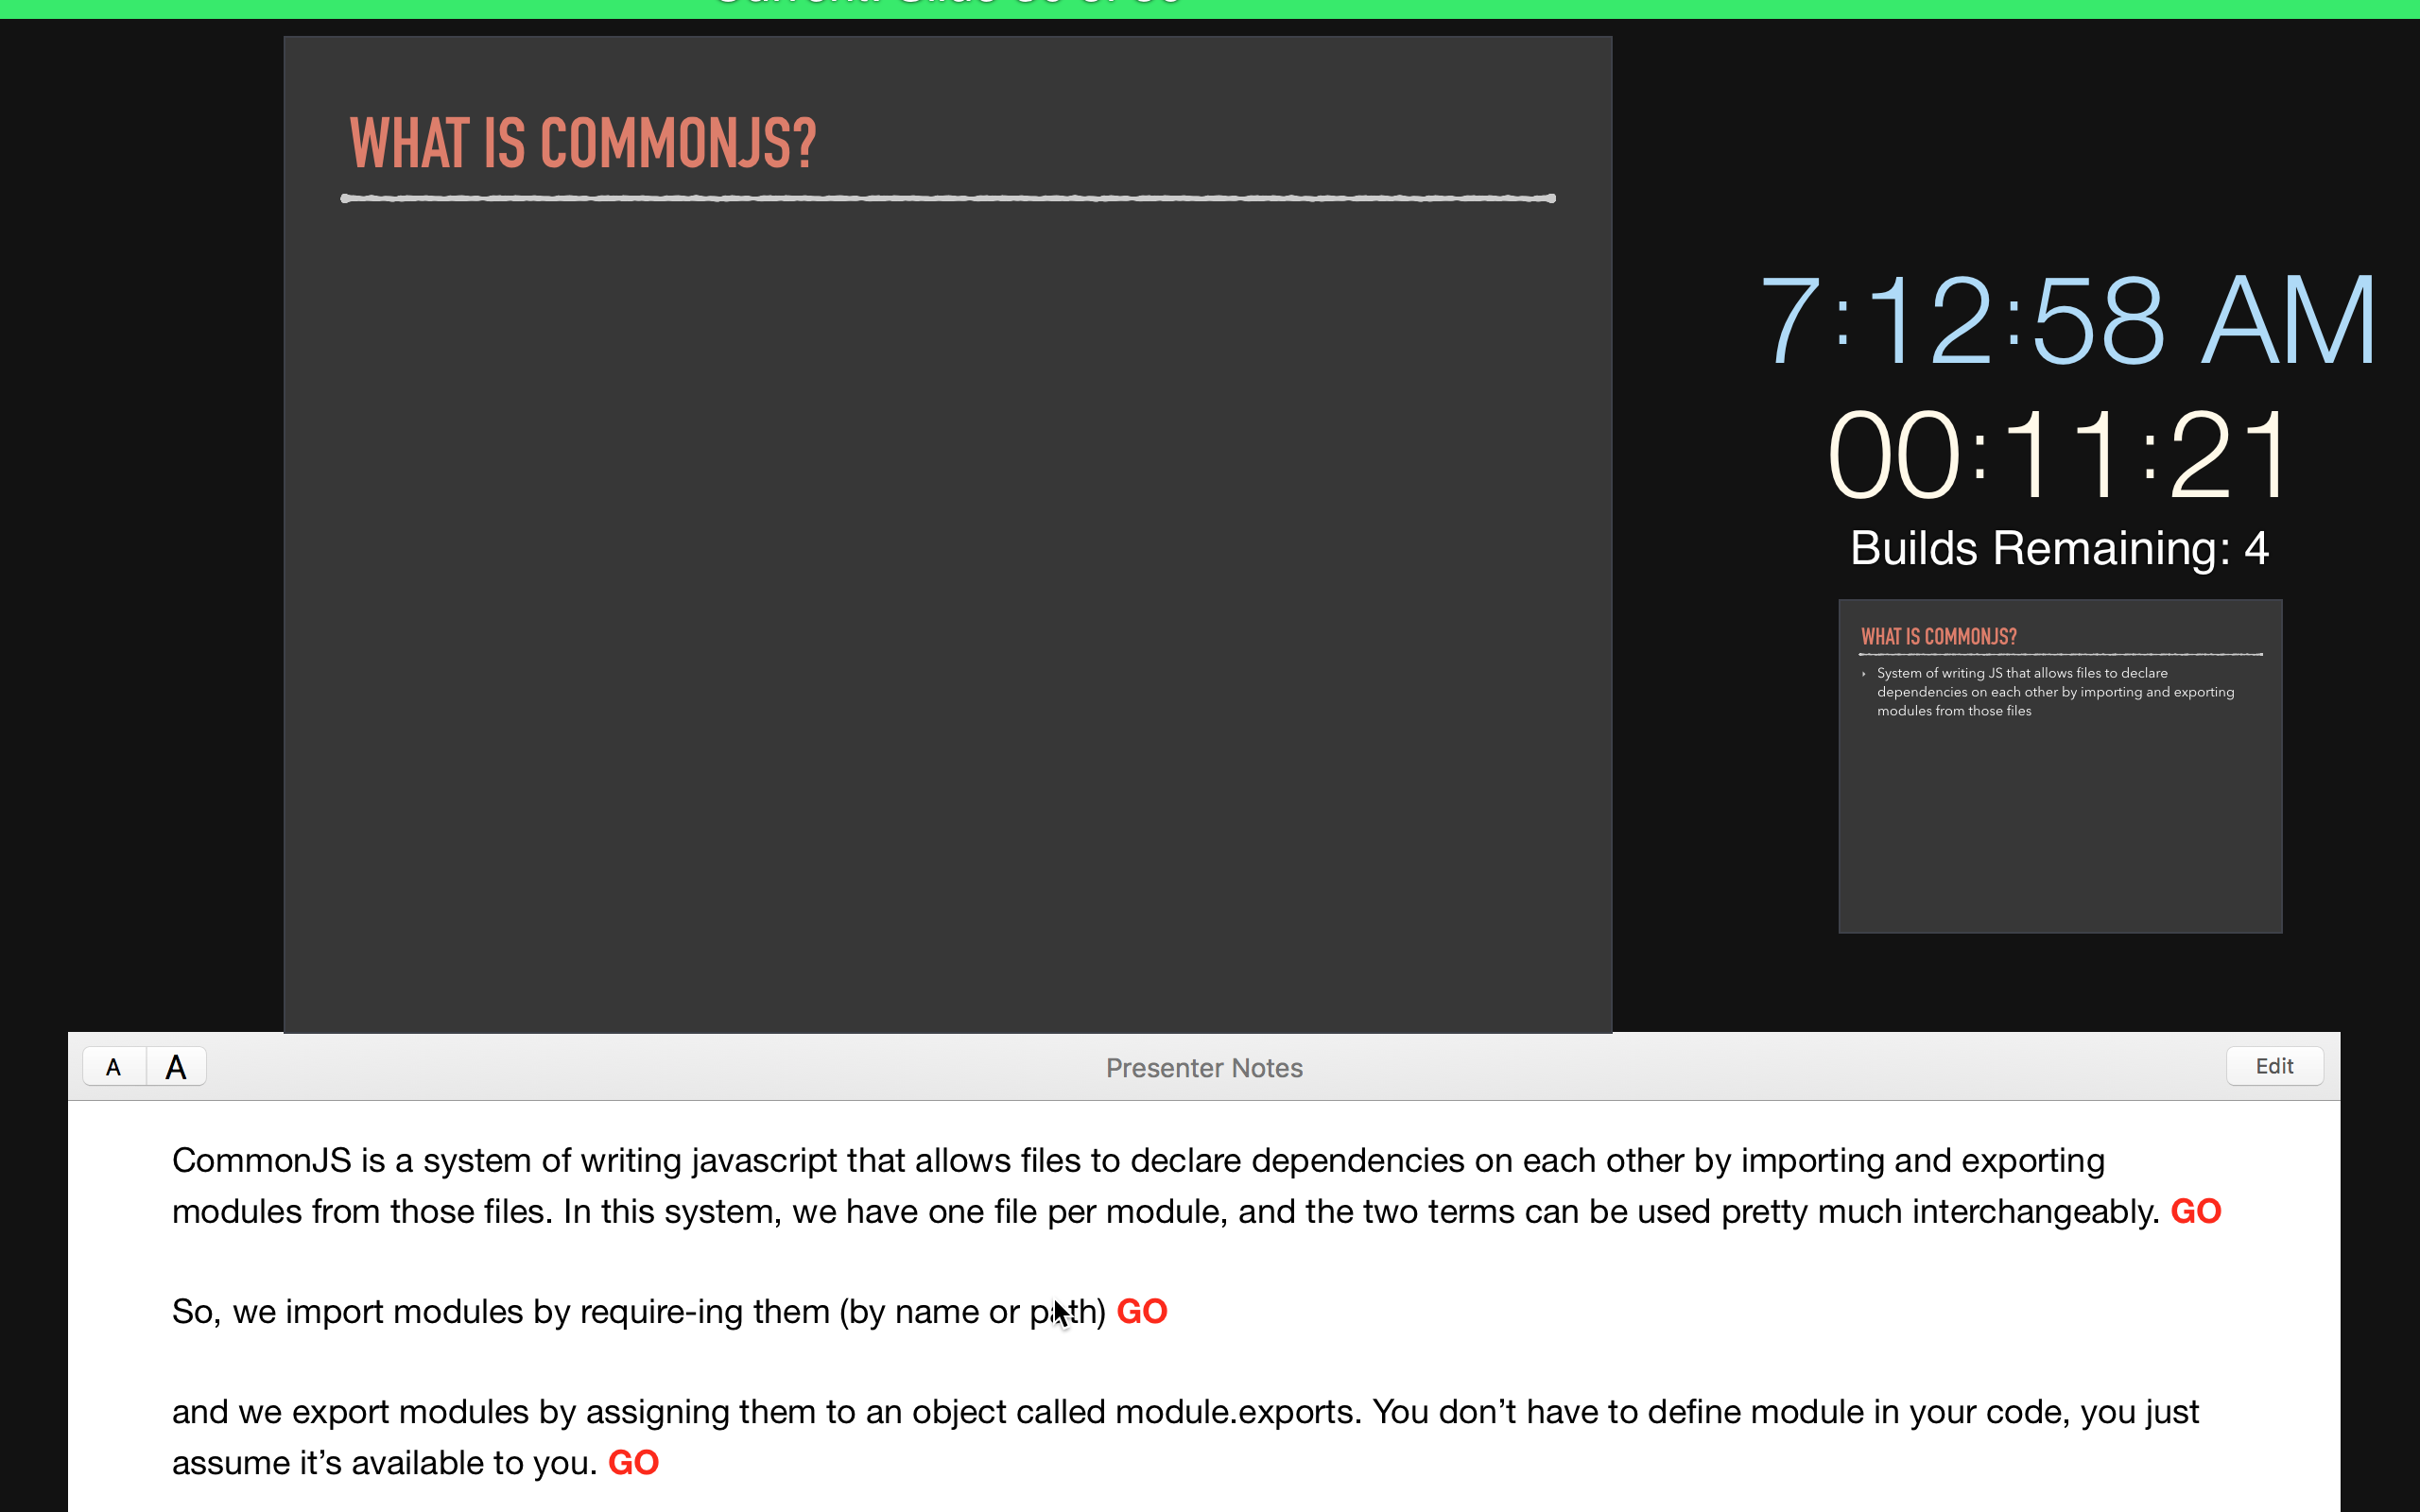 WHAT IS COMMONJS?
7:12:58 AM
00:11:21
Builds Remaining: 4
WHAT IS COMMONJS?
System of writing JS that allows files to declare
dependencies on each other by importing and exporting
modules from those files
A A Presenter Notes Edit
CommonJS is a system of writing javascript that allows files to declare dependencies on each other by importing and exporting
modules from those files. In this system, we have one file per module, and the two terms can be used pretty much interchangeably. GO
So, we import modules by require-ing them (by name or path) GO
and we export modules by assigning them to an object called module.exports. You don’t have to define module in your code, you just
assume it’s available to you. GO